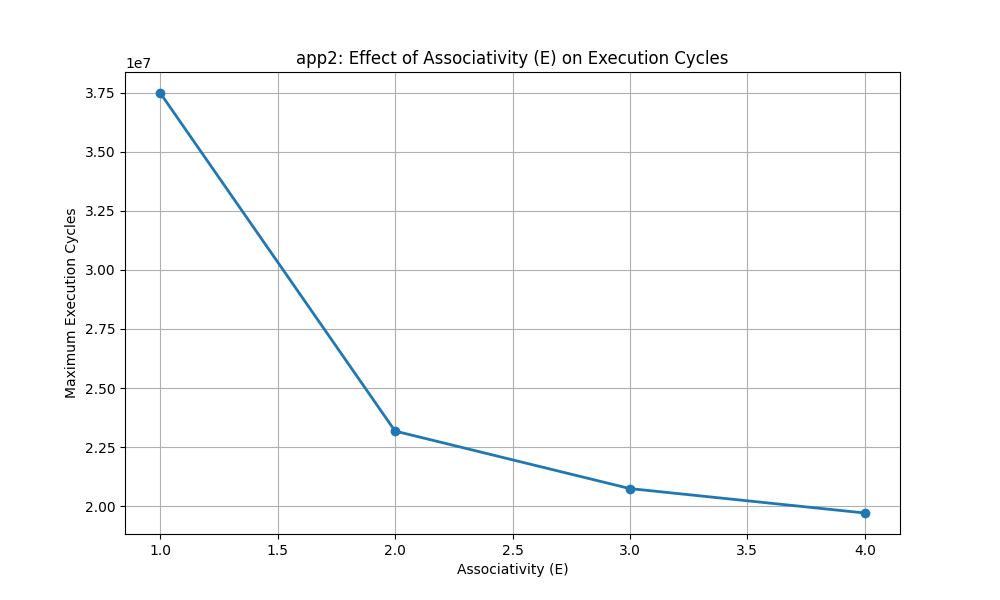 app2: Effect of Associativity (E) on Execution Cycles
1e7
3.75
3.50
3.25
3.00
2.75
2.50
2.25
2.00
Maximum Execution Cycles
1.0 1.5 2.0 2.5 3.0 3.5 4.0
Associativity (E)